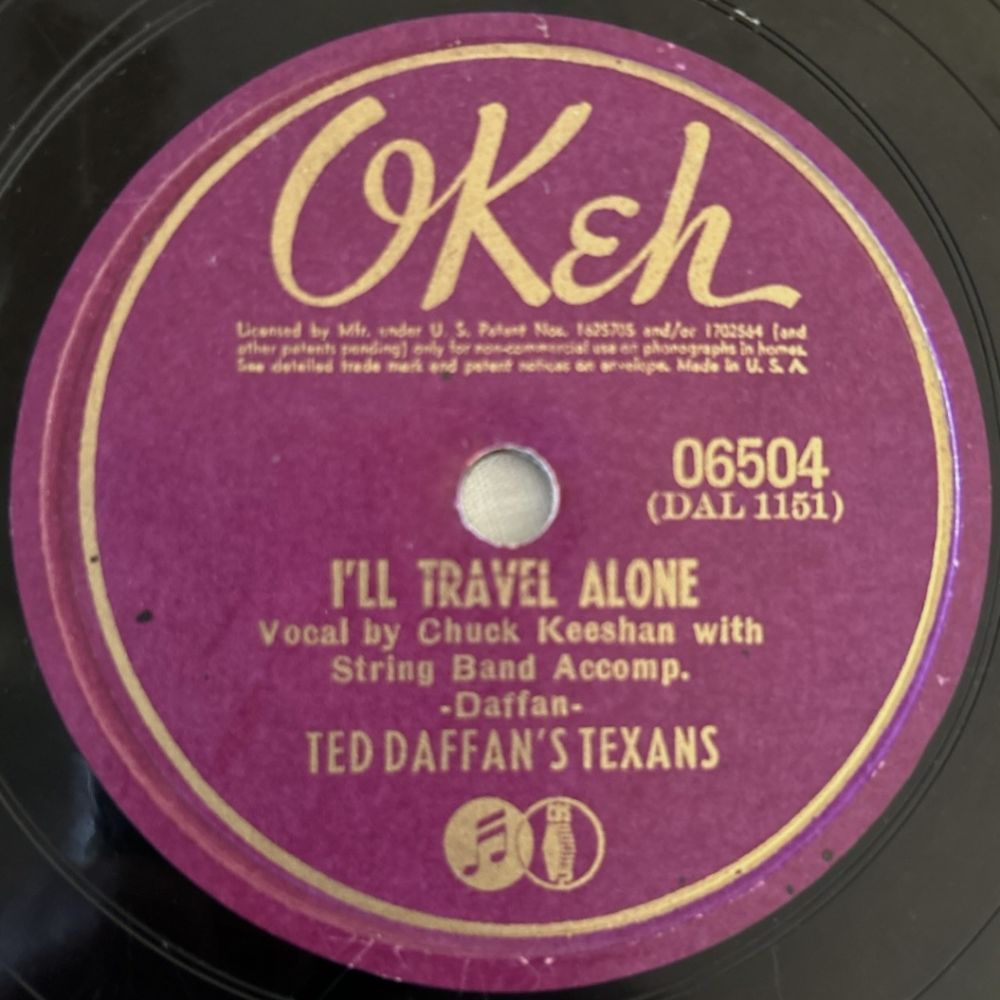 OKeh
Licensed by Mfr. under U. S. Patent Nos. 1625705 and/or 1702564 (and
other patents pending) only for non-commercial use on phonographs in homes.
See detailed trade mark and patent notices on envelope. Made in U. S. A.
06504
(DAL 1151)
I'LL TRAVEL ALONE
Vocal by Chuck Keeshan with
String Band Accomp.
-Daffan-
TED DAFFAN'S TEXANS